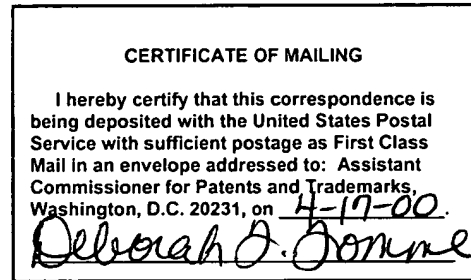 CERTIFICATE OF MAILING
I hereby certify that this correspondence is
being deposited with the United States Postal
Service with sufficient postage as First Class
Mail in an envelope addressed to: Assistant
Commissioner for Patents and Trademarks,
Washington, D.C. 20231, on 4-17-00.
Deborah